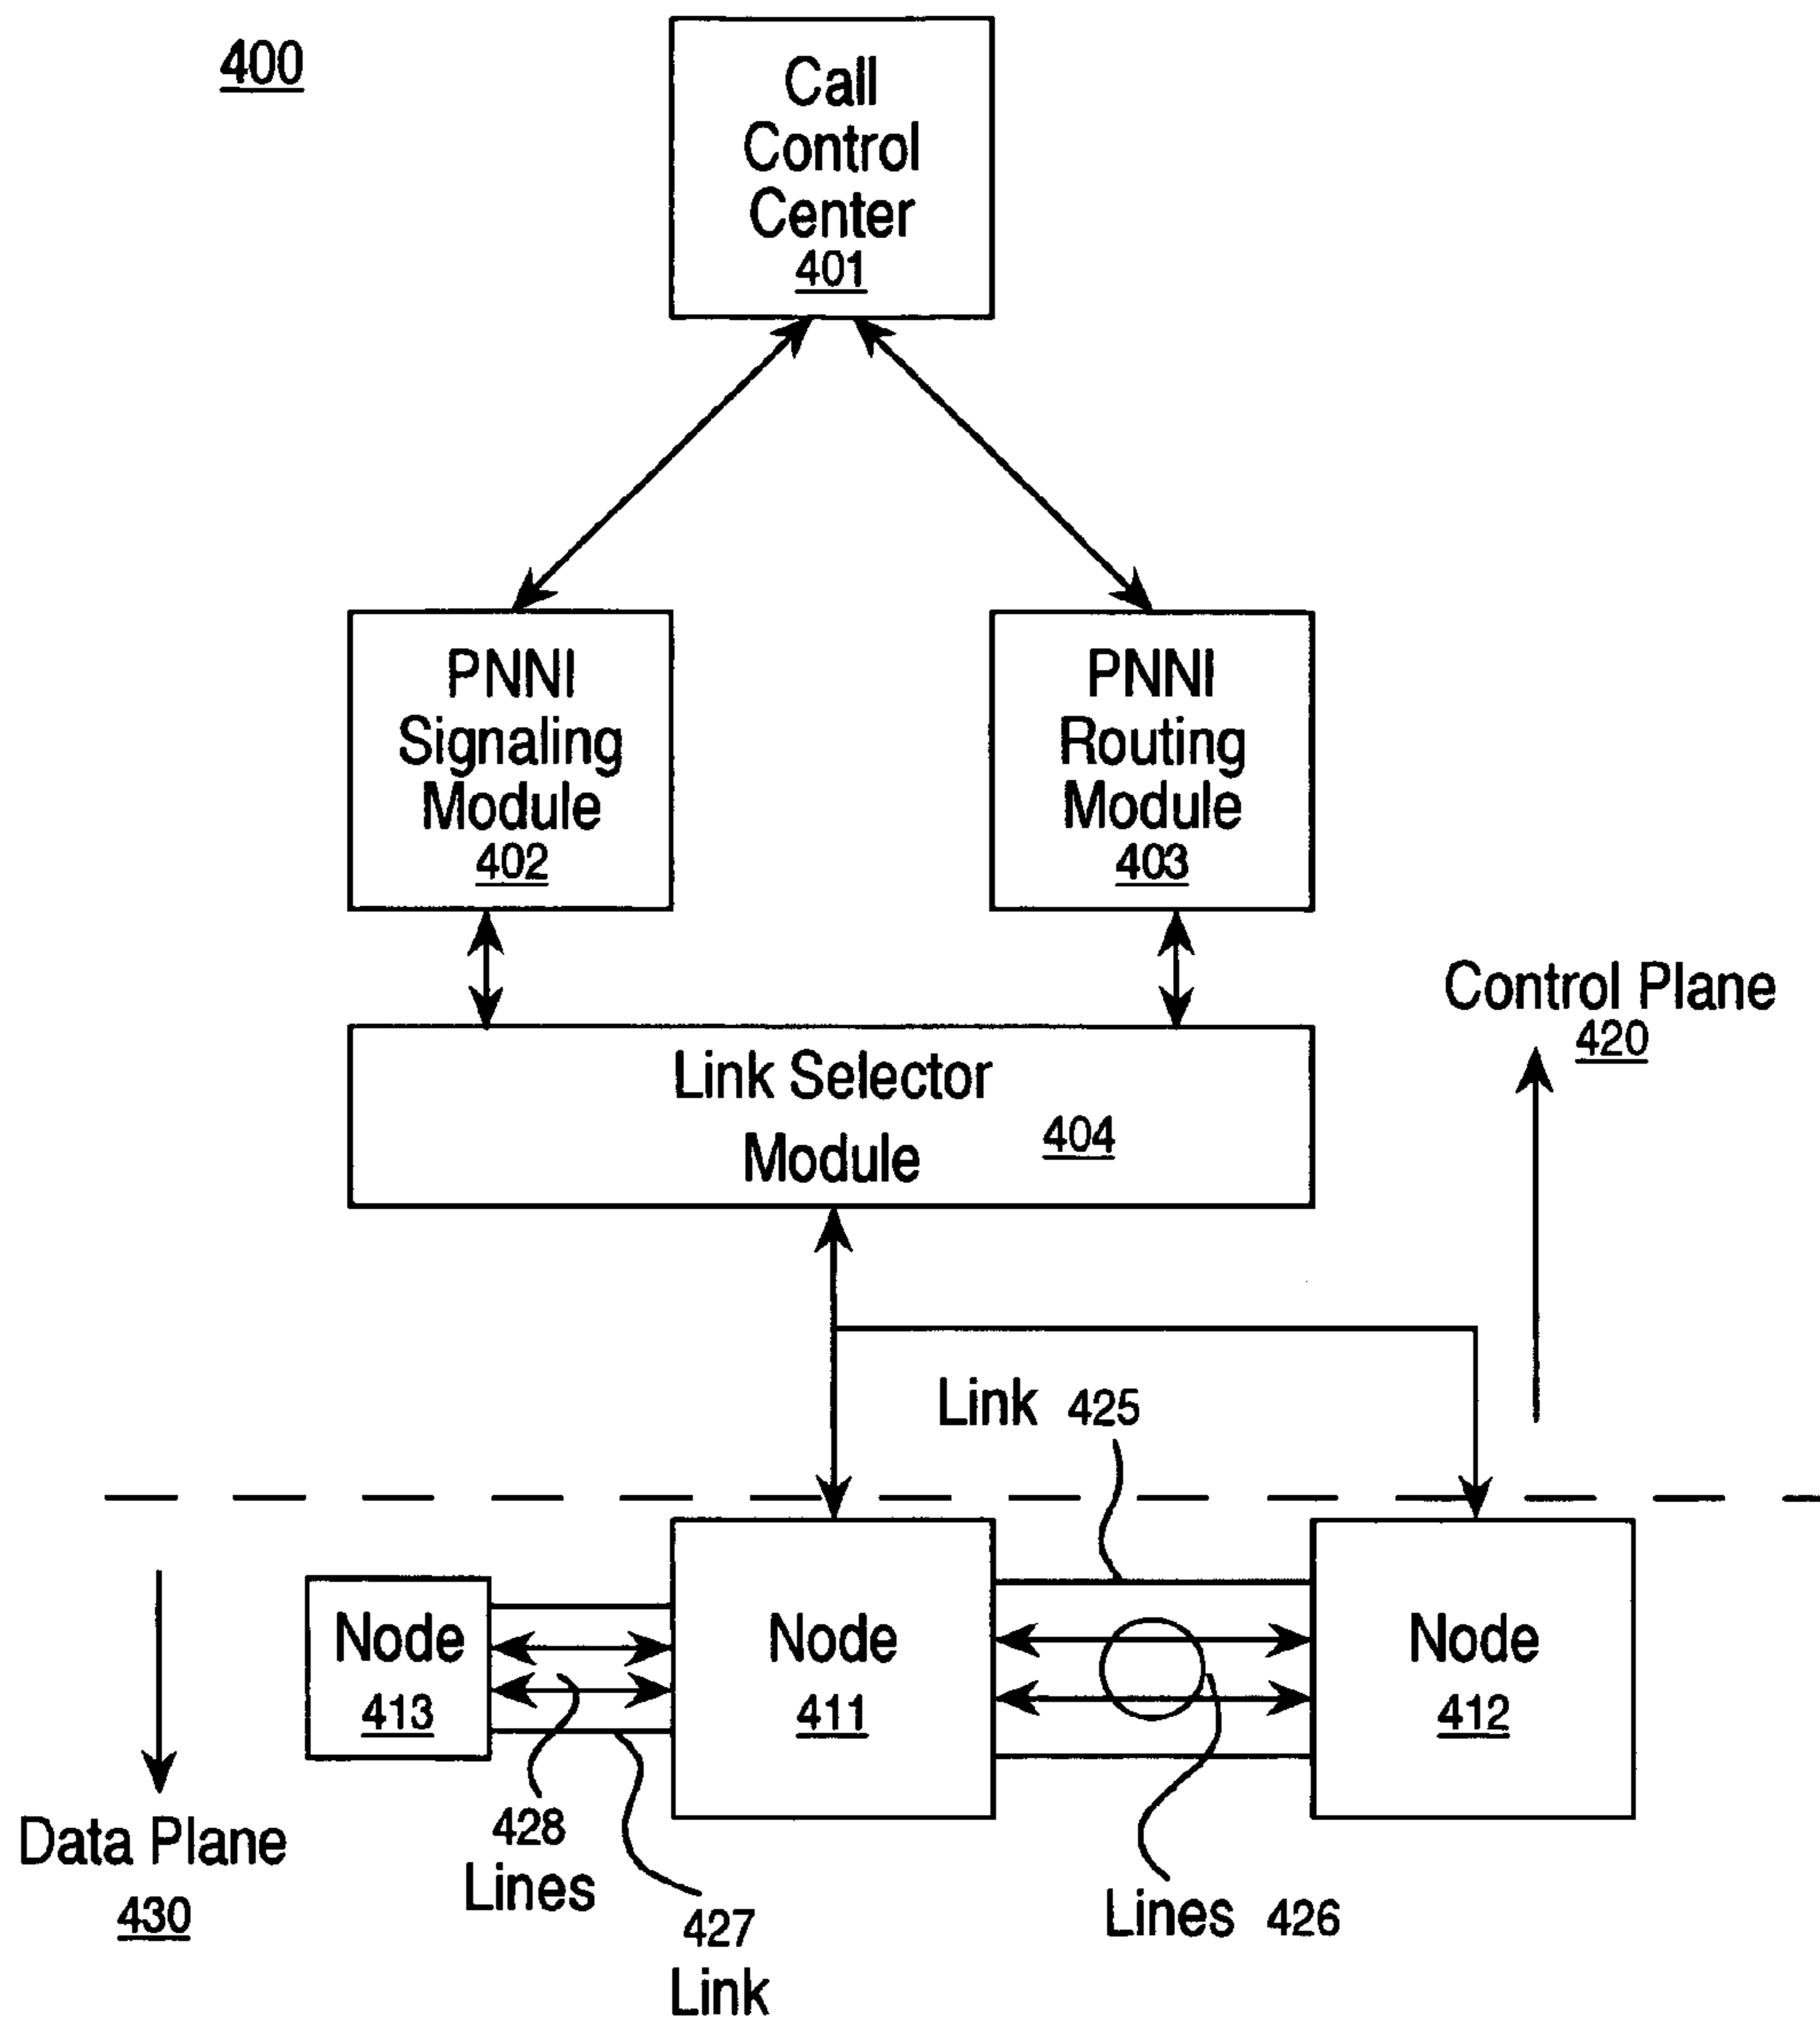 400
Call
Control
Center
401
PNNI
Signaling
Module
402
PNNI
Routing
Module
403
Control Plane
420
Link Selector
Module
404
Link 425
Node
413
Node
411
Node
412
Data Plane
430
428
Lines
427
Link
Lines 426